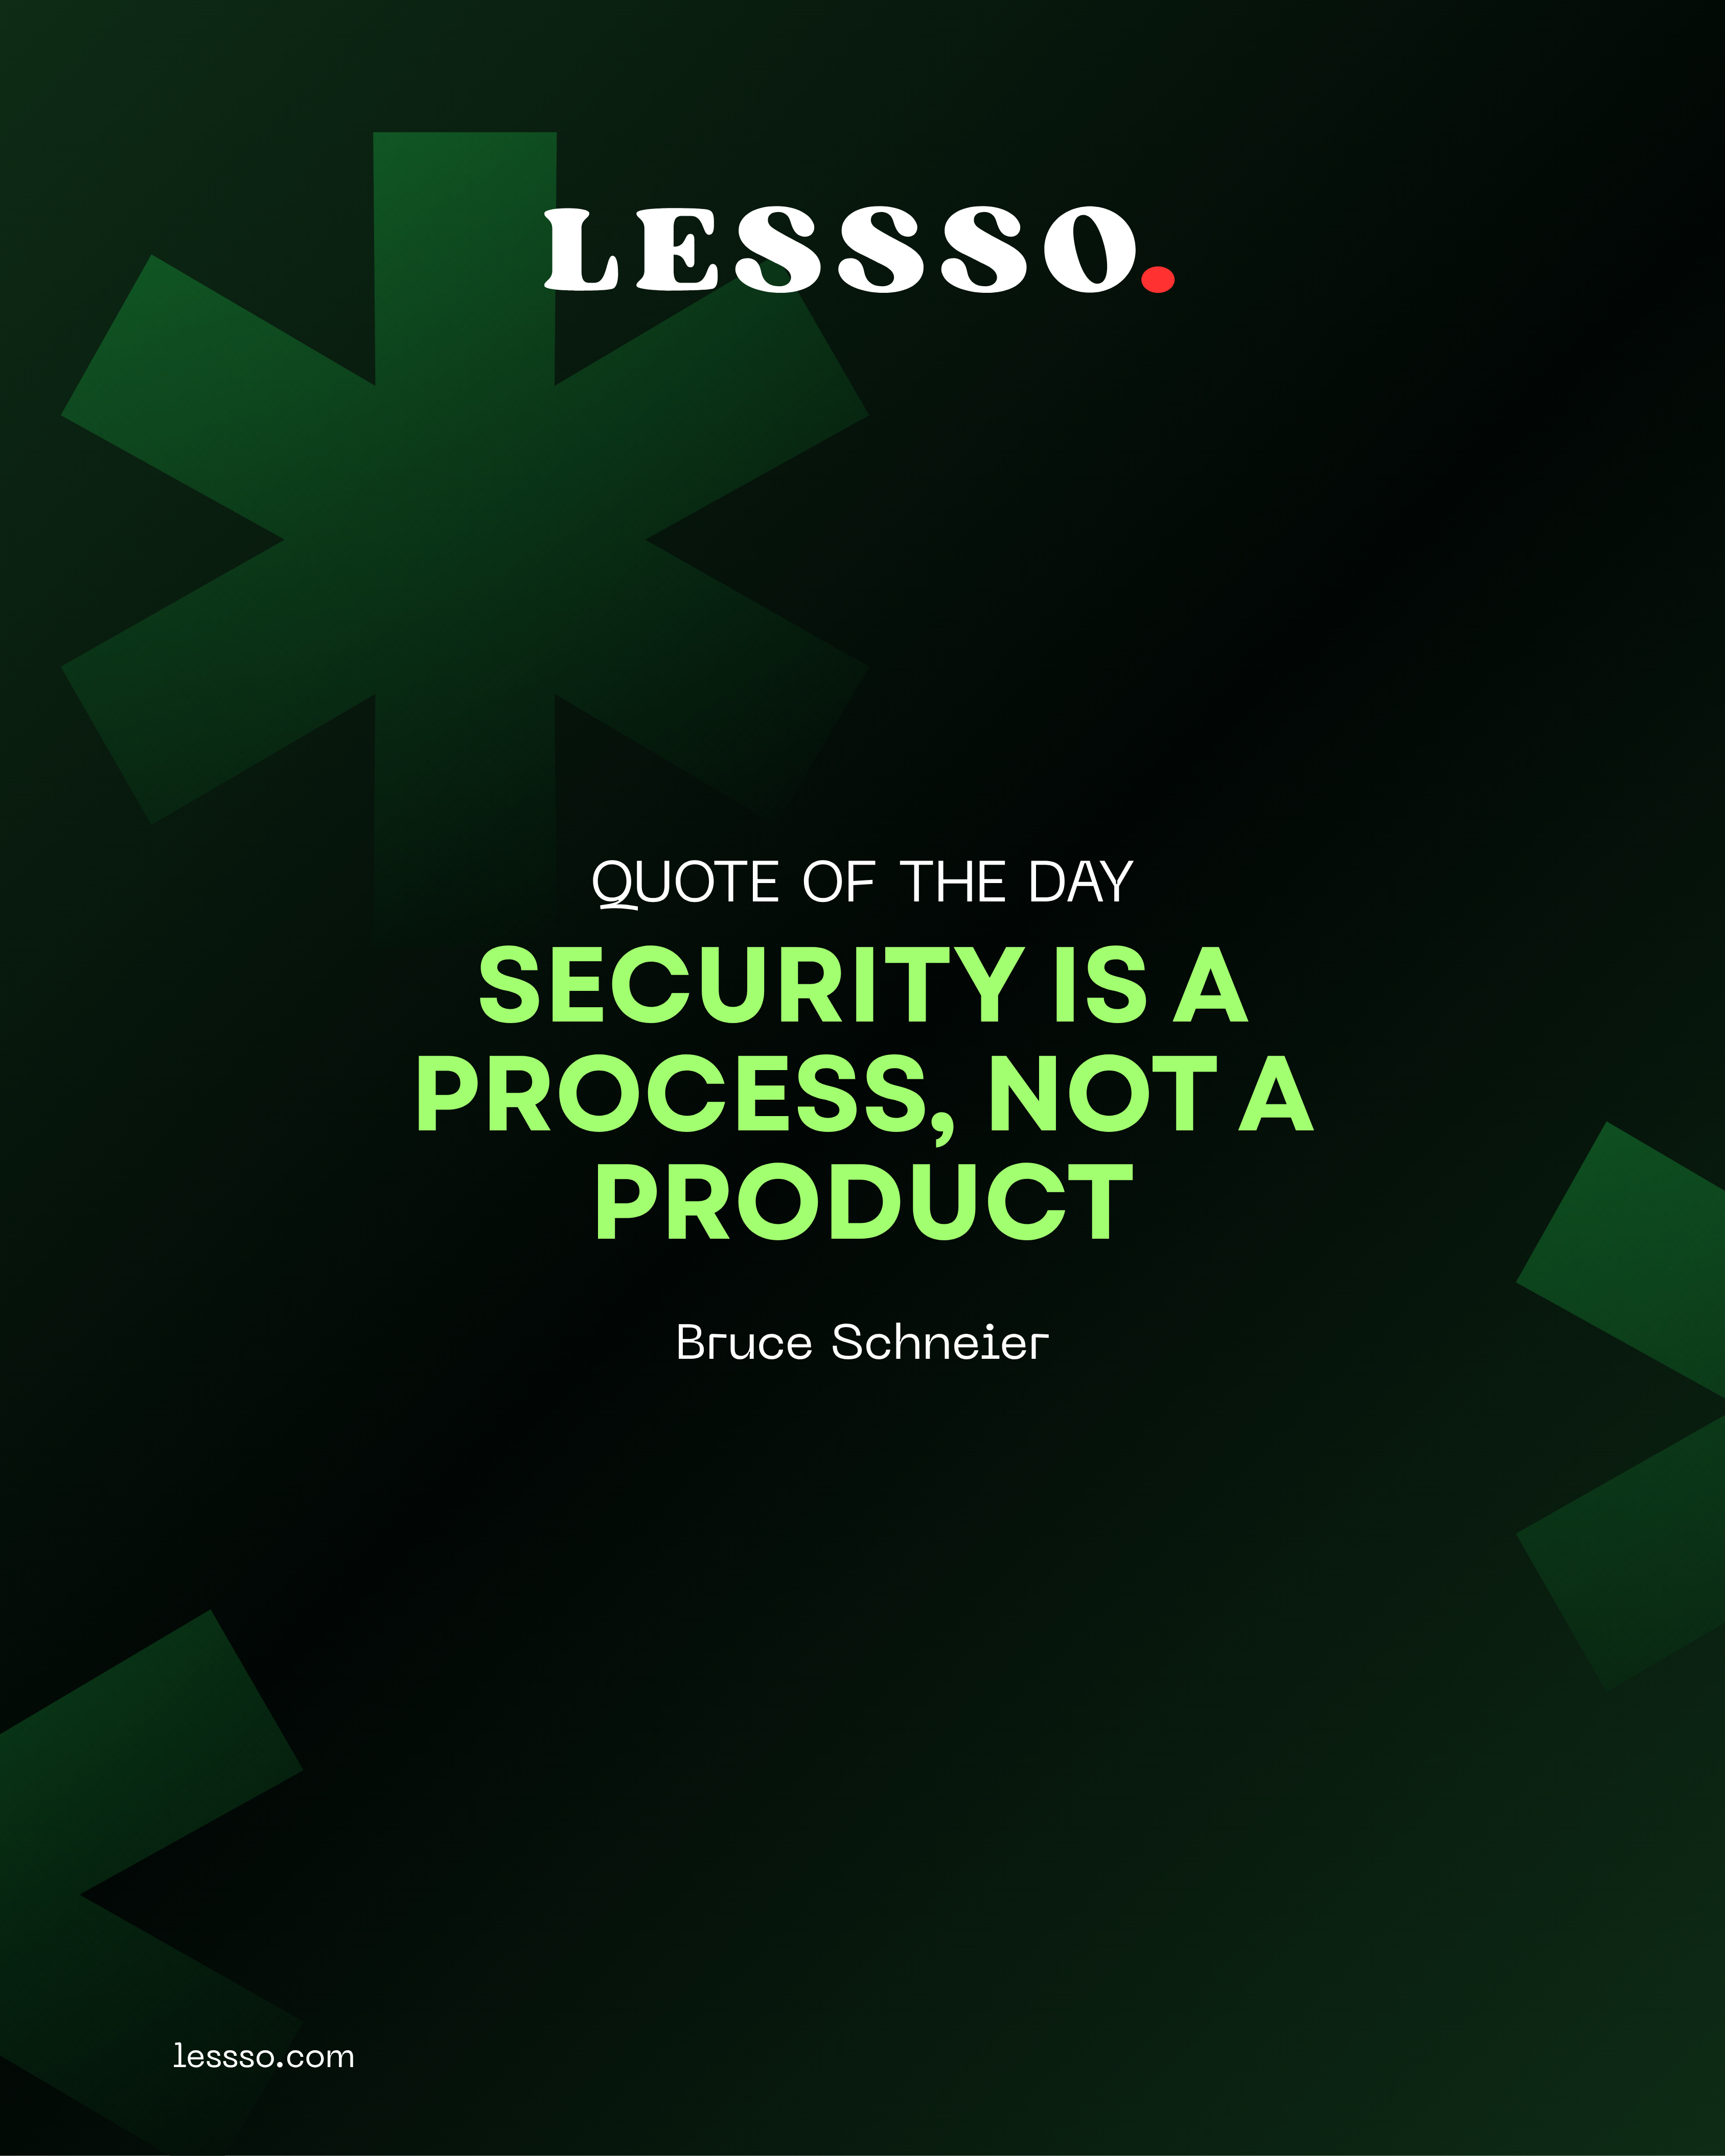 LESSSO.
QUOTE OF THE DAY
SECURITY IS A
PROCESS, NOT A
PRODUCT
Bruce Schneier
lessso.com